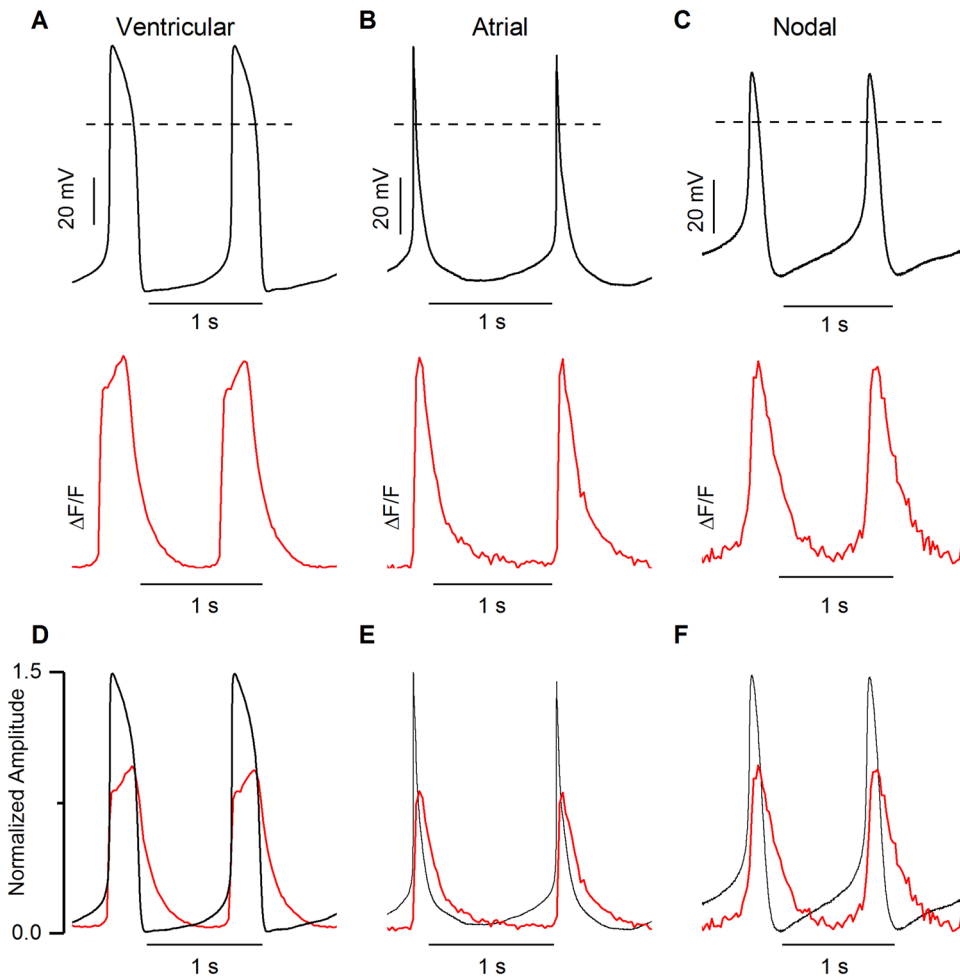 A
Ventricular
B
Atrial
C
Nodal
20 mV
20 mV
20 mV
1 s
1 s
1 s
ΔF/F
ΔF/F
ΔF/F
1 s
1 s
1 s
D
E
F
1.5
Normalized Amplitude
0.0
1 s
1 s
1 s